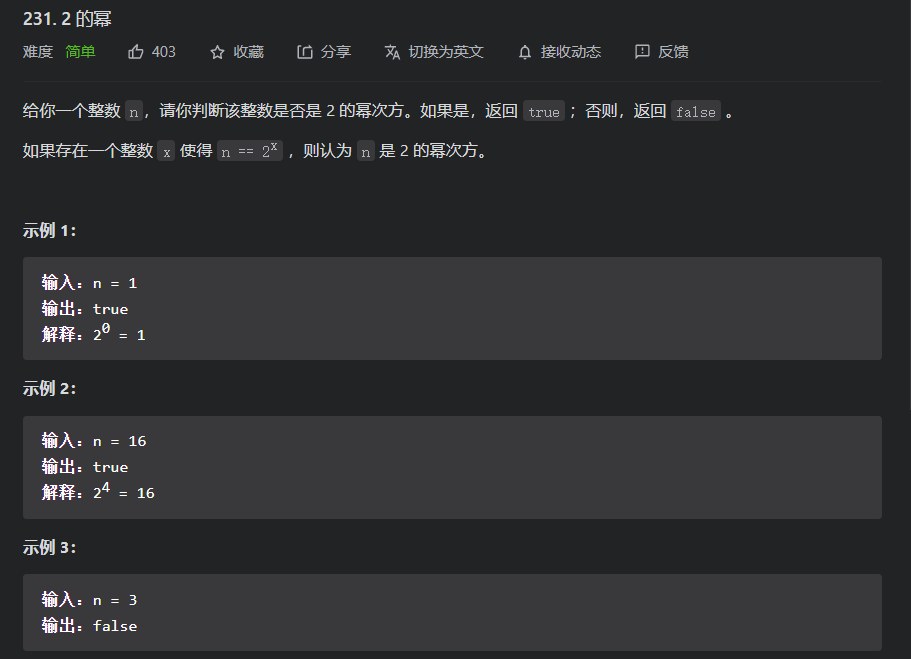 231. 2 的幂
难度 简单 403 收藏 分享 切换为英文 接收动态 反馈
给你一个整数 n，请你判断该整数是否是 2 的幂次方。如果是，返回 true ；否则，返回 false 。
如果存在一个整数 x 使得 n == 2ˣ ，则认为 n 是 2 的幂次方。
示例 1：
输入：n = 1
输出：true
解释：2⁰ = 1
示例 2：
输入：n = 16
输出：true
解释：2⁴ = 16
示例 3：
输入：n = 3
输出：false